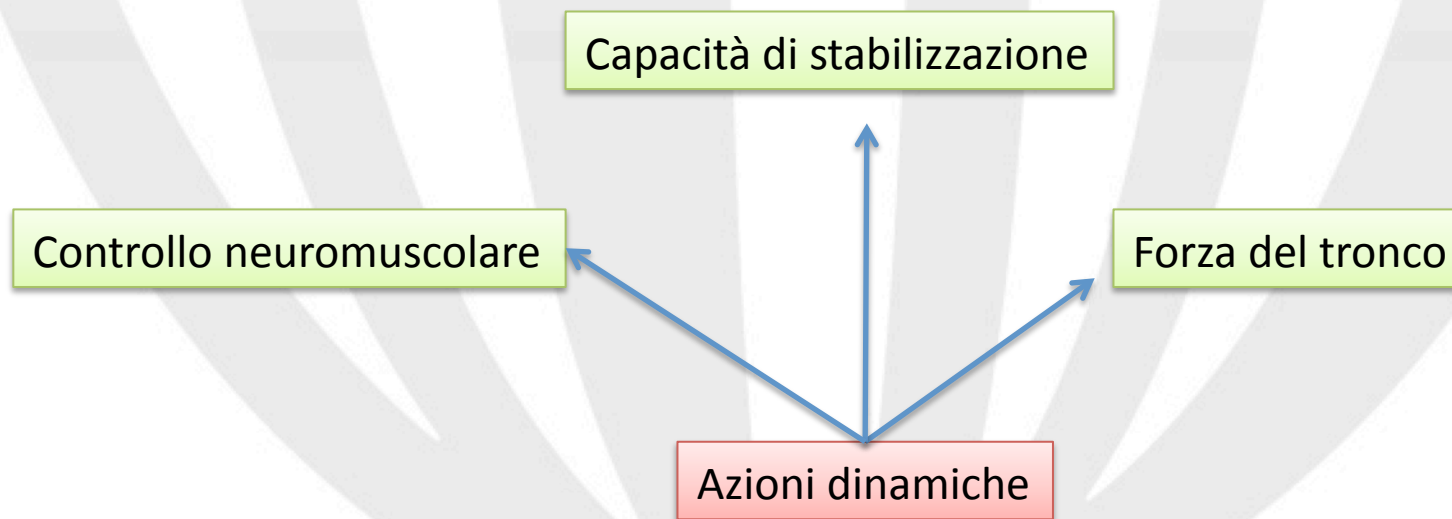 Capacità di stabilizzazione
Controllo neuromuscolare
Forza del tronco
Azioni dinamiche